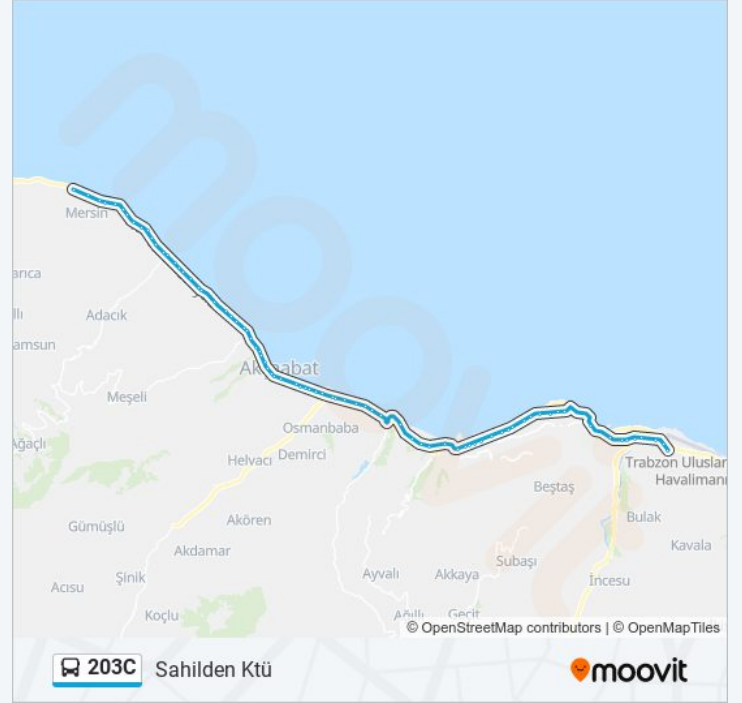 Mersin
arıca
Adacık
amsun
Meşeli
Osmanbaba
Ağaçlı
Helvacı
Demirci
Trabzon Uluslar
Havalimanı
Beştaş
Gümüşlü
Akören
Bulak
Akdamar
Kavala
Subaşı
Acısu
Şinik
Ayvalı
Akkaya
İncesu
Koçlu
Geçit
© OpenStreetMap contributors | © OpenMapTiles
203C
Sahilden Ktü
moovit